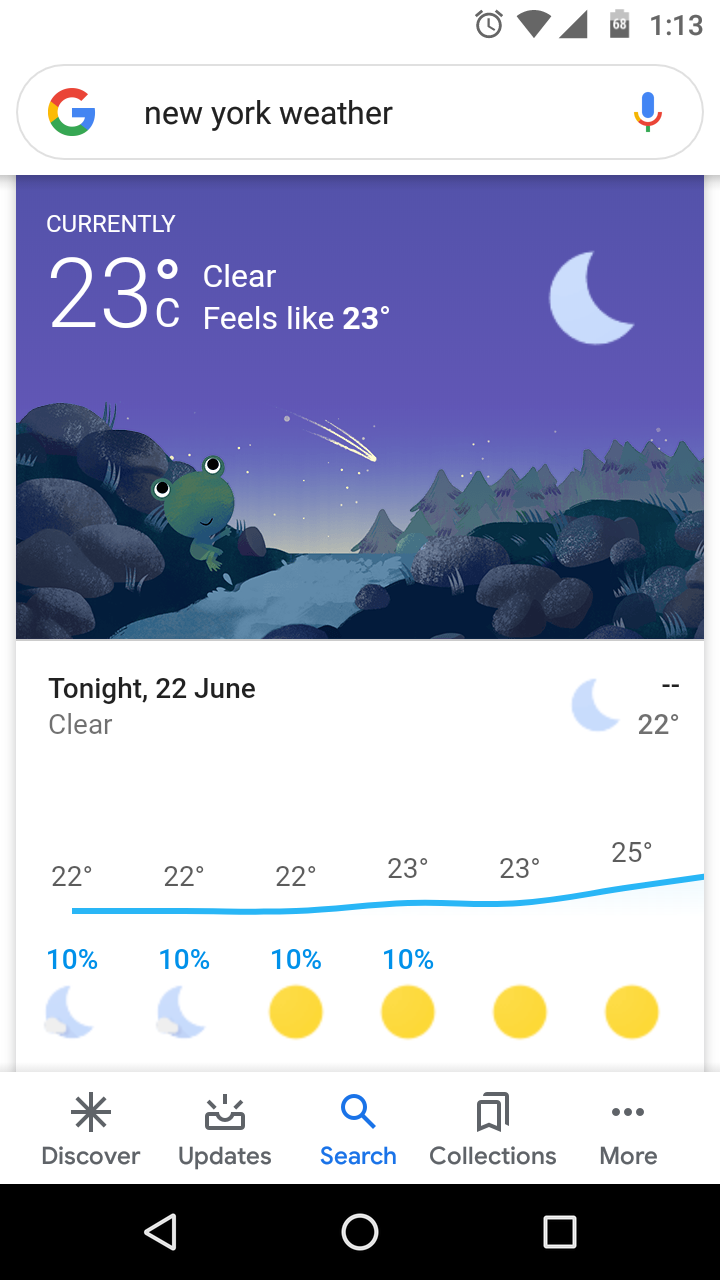 68 1:13
new york weather
CURRENTLY
23°C
Clear
Feels like 23°
Tonight, 22 June
Clear
--
22°
22° 22° 22° 23° 23° 25°
10% 10% 10% 10%
Discover Updates Search Collections More